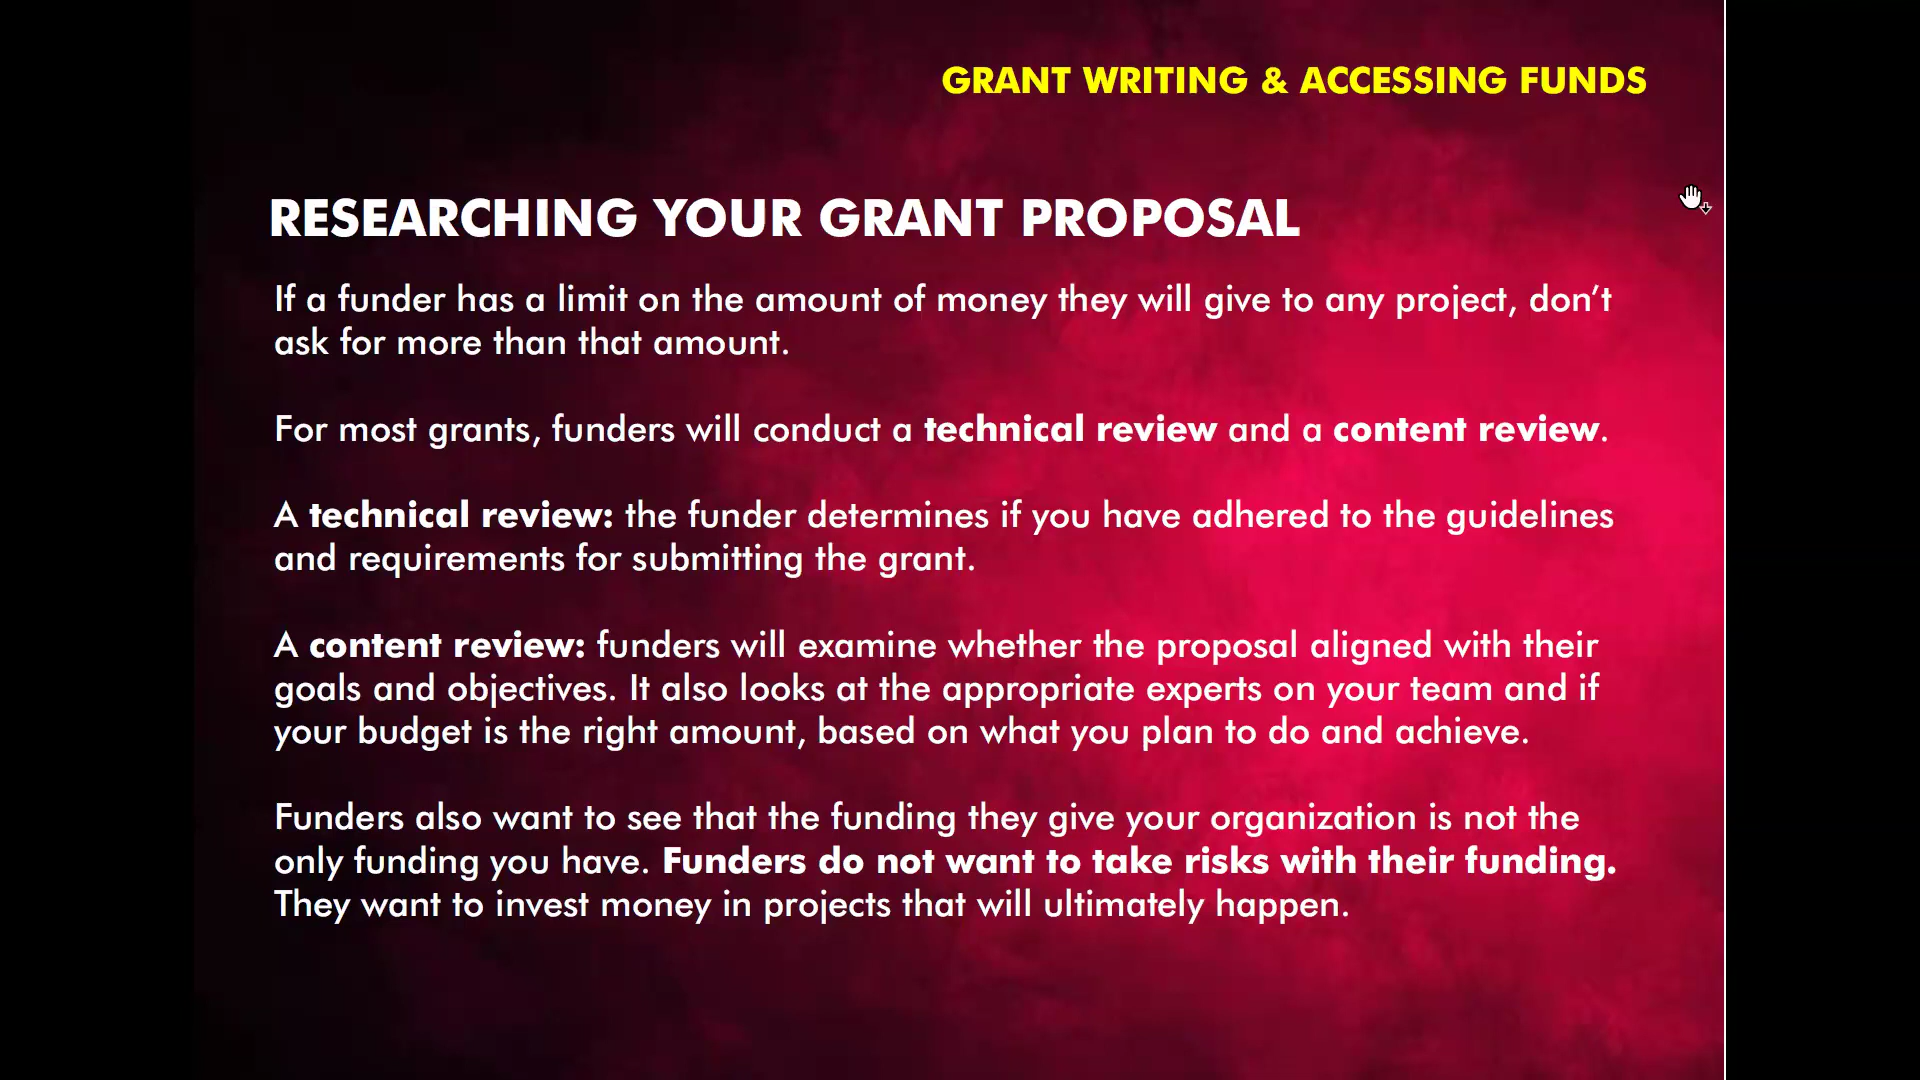 GRANT WRITING & ACCESSING FUNDS
RESEARCHING YOUR GRANT PROPOSAL
If a funder has a limit on the amount of money they will give to any project, don’t
ask for more than that amount.
For most grants, funders will conduct a technical review and a content review.
A technical review: the funder determines if you have adhered to the guidelines
and requirements for submitting the grant.
A content review: funders will examine whether the proposal aligned with their
goals and objectives. It also looks at the appropriate experts on your team and if
your budget is the right amount, based on what you plan to do and achieve.
Funders also want to see that the funding they give your organization is not the
only funding you have. Funders do not want to take risks with their funding.
They want to invest money in projects that will ultimately happen.